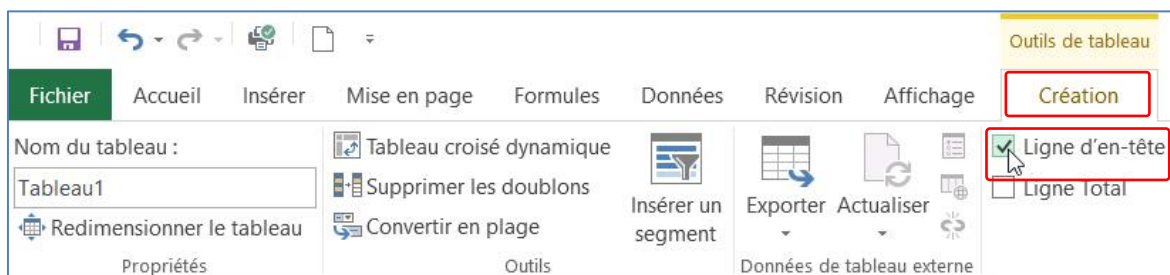 Outils de tableau
Fichier Accueil Insérer Mise en page Formules Données Révision Affichage Création
Nom du tableau :
Tableau1
Redimensionner le tableau
Propriétés
Tableau croisé dynamique
Supprimer les doublons
Convertir en plage
Insérer un
segment
Outils
Exporter Actualiser
Données de tableau externe
Ligne d'en-tête
Ligne Total